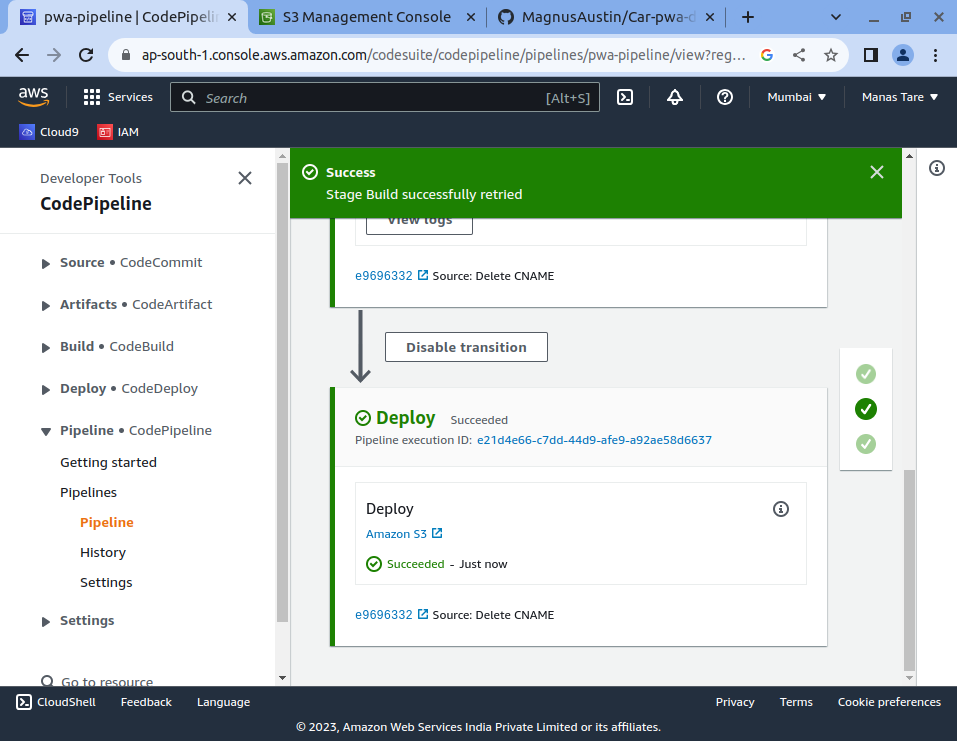 pwa-pipeline | CodePipeli
S3 Management Console
MagnusAustin/Car-pwa-d
ap-south-1.console.aws.amazon.com/codesuite/codepipeline/pipelines/pwa-pipeline/view?reg...
aws
Services
Search
[Alt+S]
Mumbai
Manas Tare
Cloud9
IAM
Developer Tools
CodePipeline
Source • CodeCommit
Artifacts • CodeArtifact
Build • CodeBuild
Deploy • CodeDeploy
Pipeline • CodePipeline
Getting started
Pipelines
Pipeline
History
Settings
Settings
Go to resource
Success
Stage Build successfully retried
View logs
e9696332 Source: Delete CNAME
Disable transition
Deploy Succeeded
Pipeline execution ID: e21d4e66-c7dd-44d9-afe9-a92ae58d6637
Deploy
Amazon S3
Succeeded - Just now
e9696332 Source: Delete CNAME
CloudShell
Feedback
Language
Privacy
Terms
Cookie preferences
© 2023, Amazon Web Services India Private Limited or its affiliates.